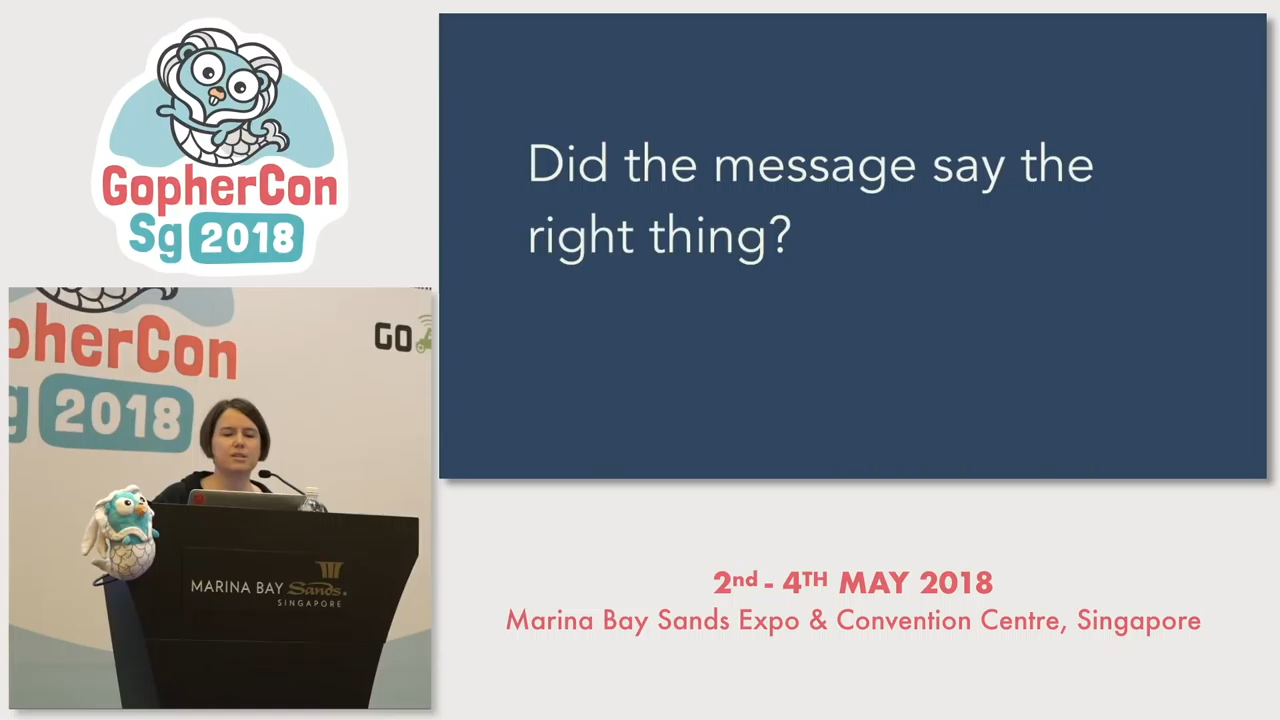 GopherCon
Sg 2018
Did the message say the
right thing?
pherCon
g 2018
GO
MARINA BAY Sands.
SINGAPORE
2nd - 4TH MAY 2018
Marina Bay Sands Expo & Convention Centre, Singapore